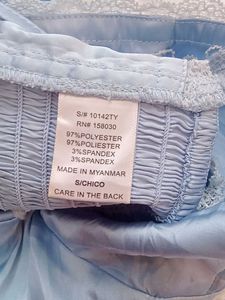 S/# 10142TY
RN# 158030
97%POLYESTER
97%POLIESTER
3%SPANDEX
3%SPANDEX
MADE IN MYANMAR
S/CHICO
CARE IN THE BACK